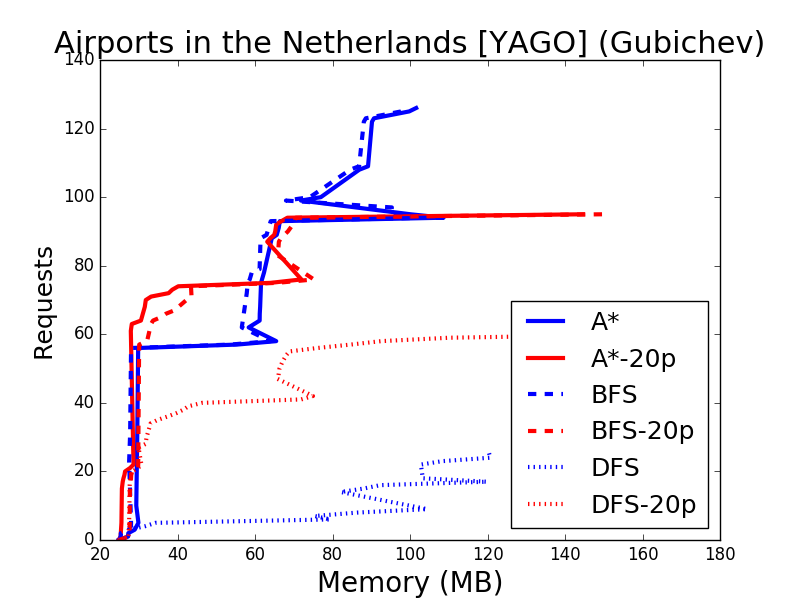 Airports in the Netherlands [YAGO] (Gubichev)
140
120
100
80
60
40
20
0
Requests
20 40 60 80 100 120 140 160 180
Memory (MB)
A*
A*-20p
BFS
BFS-20p
DFS
DFS-20p